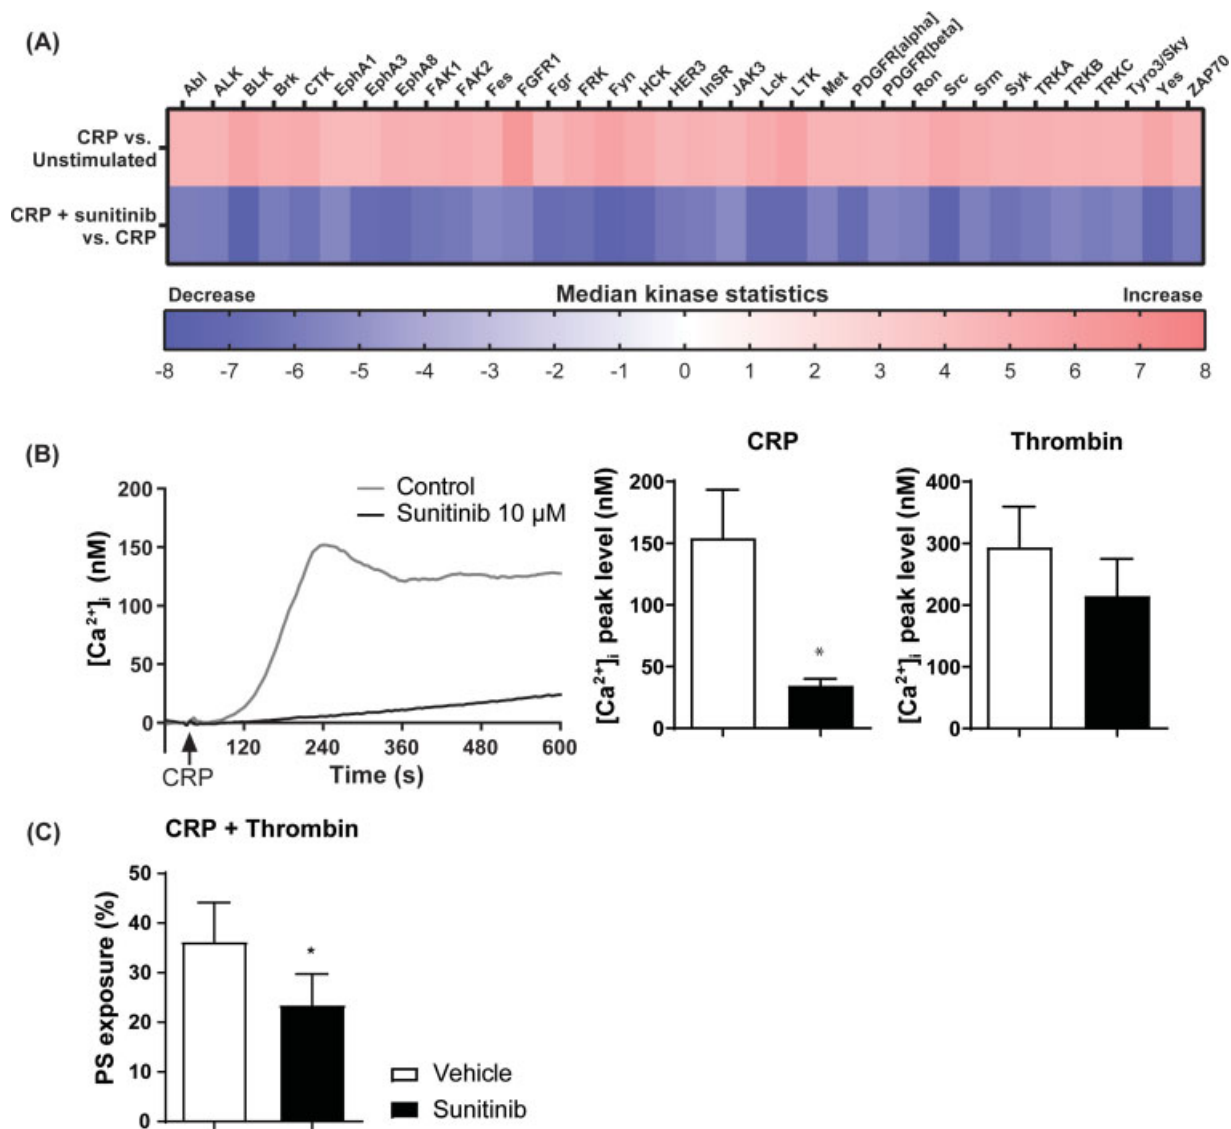 (A)
Abl ALK BLK Brk CTK EphA1 EphA3 EphA8 FAK1 FAK2 Fes FGFR1 Fgr FRK Fyn HCK HER3 InSR JAK3 Lck LTK Met PDGFR[alpha] PDGFR[beta] Ron Src Srm Syk TRKA TRKB TRKC Tyro3/Sky Yes ZAP70
CRP vs.
Unstimulated
CRP + sunitinib
vs. CRP
Decrease Median kinase statistics Increase
-8 -7 -6 -5 -4 -3 -2 -1 0 1 2 3 4 5 6 7 8
(B)
Control
Sunitinib 10 µM
[Ca²⁺]ᵢ (nM)
200
150
100
50
0
120 240 360 480 600
CRP
Time (s)
CRP
[Ca²⁺]ᵢ peak level (nM)
200
150
100
50
0
*
Thrombin
[Ca²⁺]ᵢ peak level (nM)
400
300
200
100
0
(C)
CRP + Thrombin
PS exposure (%)
50
40
30
20
10
0
*
Vehicle
Sunitinib